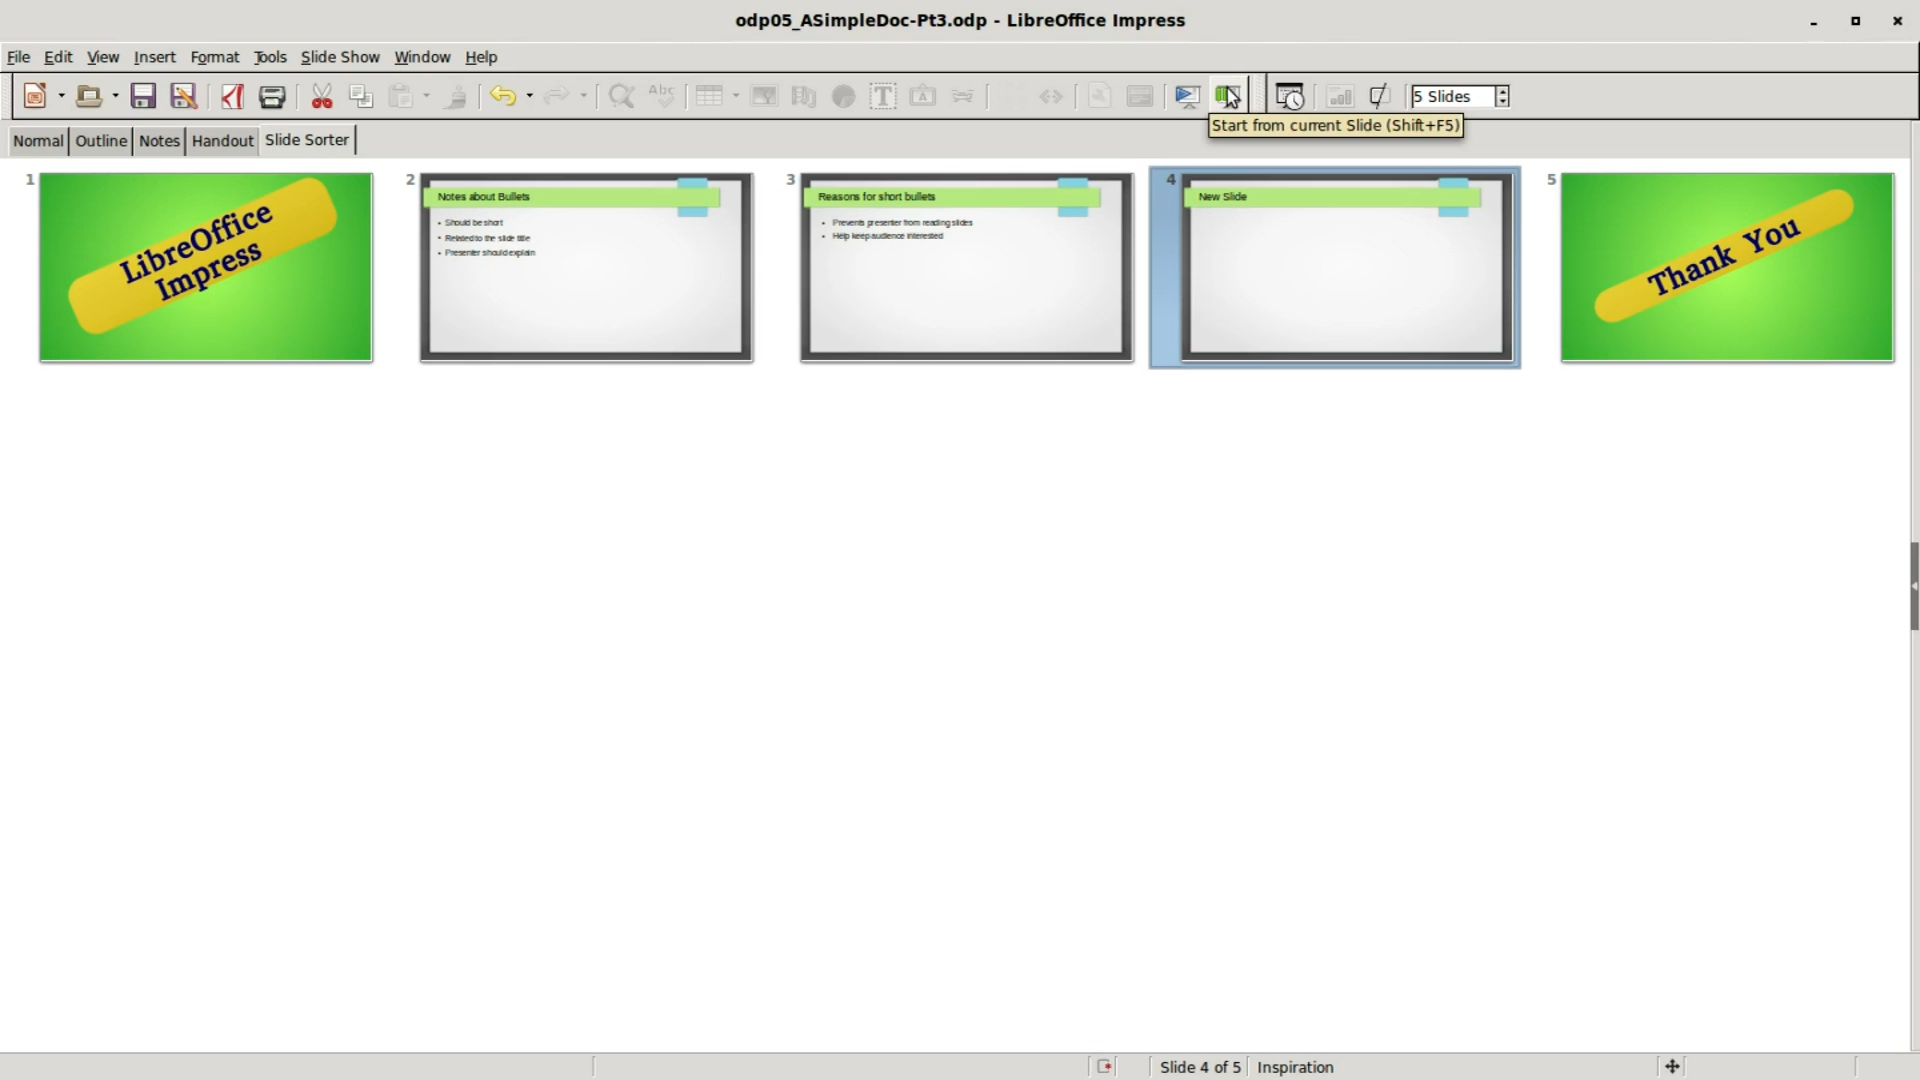 odp05_ASimpleDoc-Pt3.odp - LibreOffice Impress
File Edit View Insert Format Tools Slide Show Window Help
Abc
T
5 Slides
Start from current Slide (Shift+F5)
Normal Outline Notes Handout Slide Sorter
1
LibreOffice
Impress
2
Notes about Bullets
• Should be short
• Related to the slide title
• Presenter should explain
3
Reasons for short bullets
• Prevents presenter from reading slides
• Help keep audience interested
4
New Slide
5
Thank You
Slide 4 of 5 Inspiration